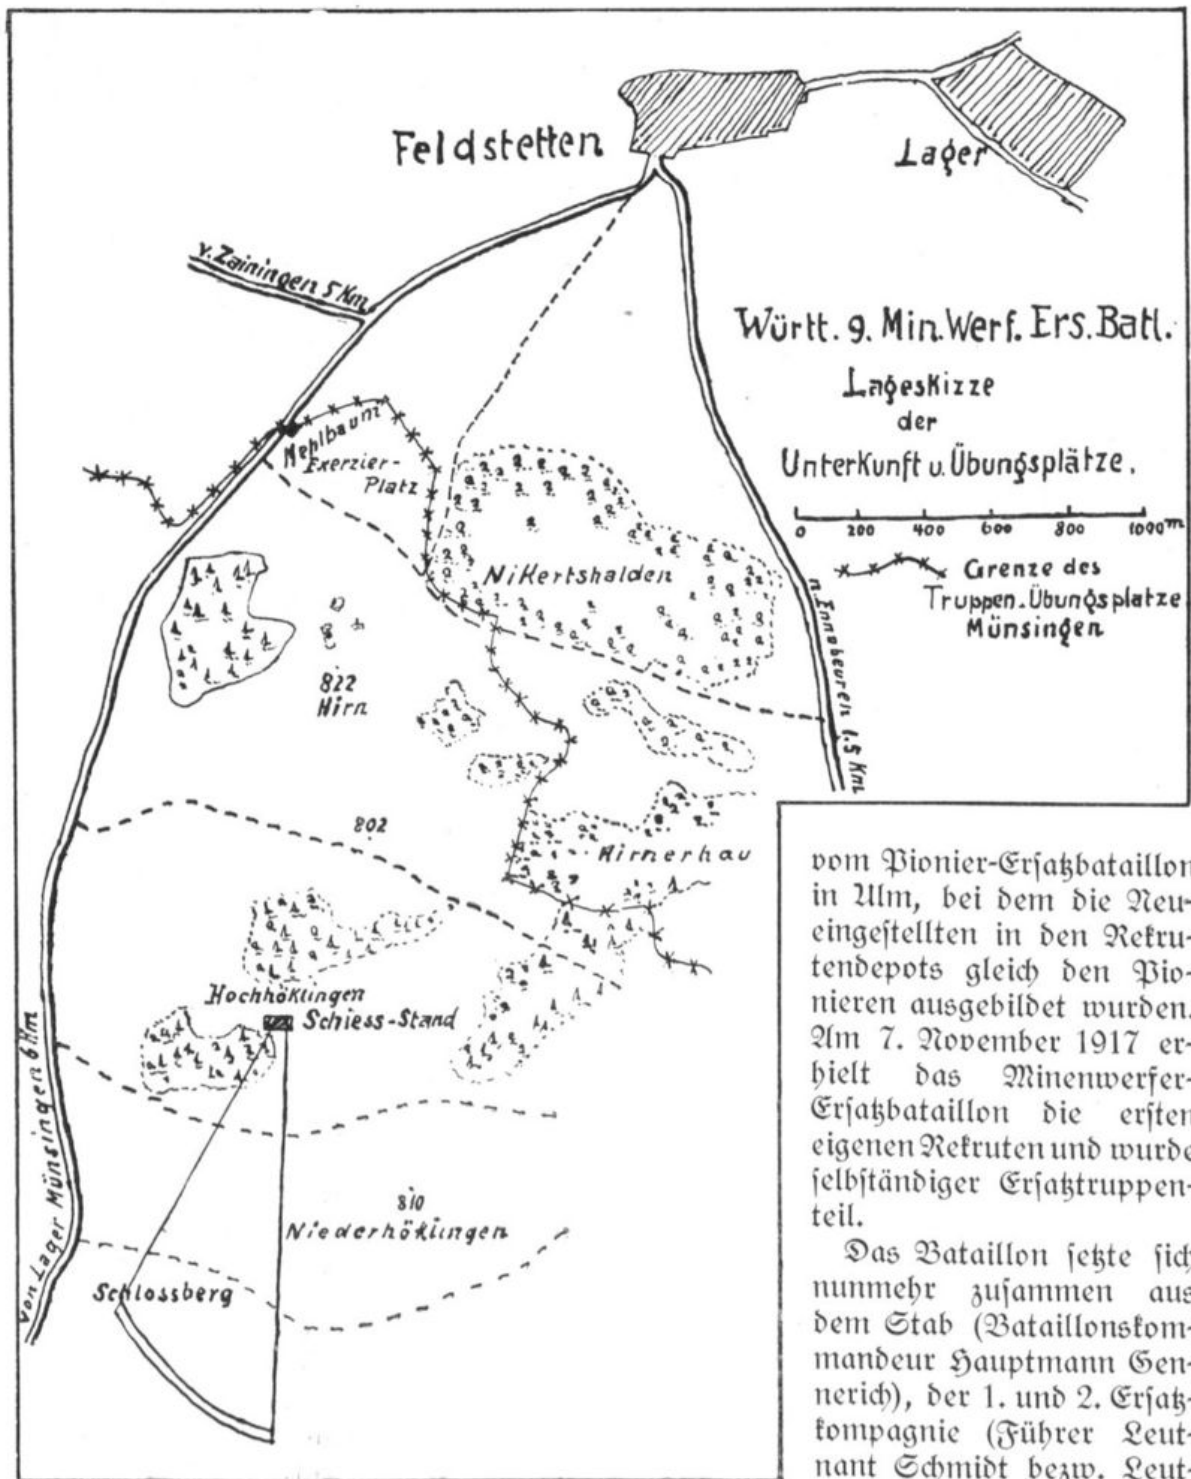 Feldstetten
Lager
v. Zainingen 5 Km
Württ. 9. Min. Werf. Ers. Batl.
Lageskizze
der
Unterkunft u. Übungsplätze.
0 200 400 600 800 1000 m
Grenze des
Truppen-Übungsplatze
Münsingen
Mehlbaum
Exerzier-
Platz
Nikertshalden
n. Ennabeuren 1.5 Km
822
Hirn
802
Hirnerhau
Hochhöklingen
Schiess-Stand
von Lager Münsingen 6 Km
810
Niederhöklingen
Schlossberg
vom Pionier-Ersatzbataillon
in Ulm, bei dem die Neu-
eingestellten in den Rekru-
tendepots gleich den Pio-
nieren ausgebildet wurden.
Am 7. November 1917 er-
hielt das Minenwerfer-
Ersatzbataillon die ersten
eigenen Rekruten und wurde
selbständiger Ersatztruppen-
teil.
Das Bataillon setzte sich
nunmehr zusammen aus
dem Stab (Bataillonskom-
mandeur Hauptmann Gen-
nerich), der 1. und 2. Ersatz-
kompagnie (Führer Leut-
nant Schmidt bezw. Leut-